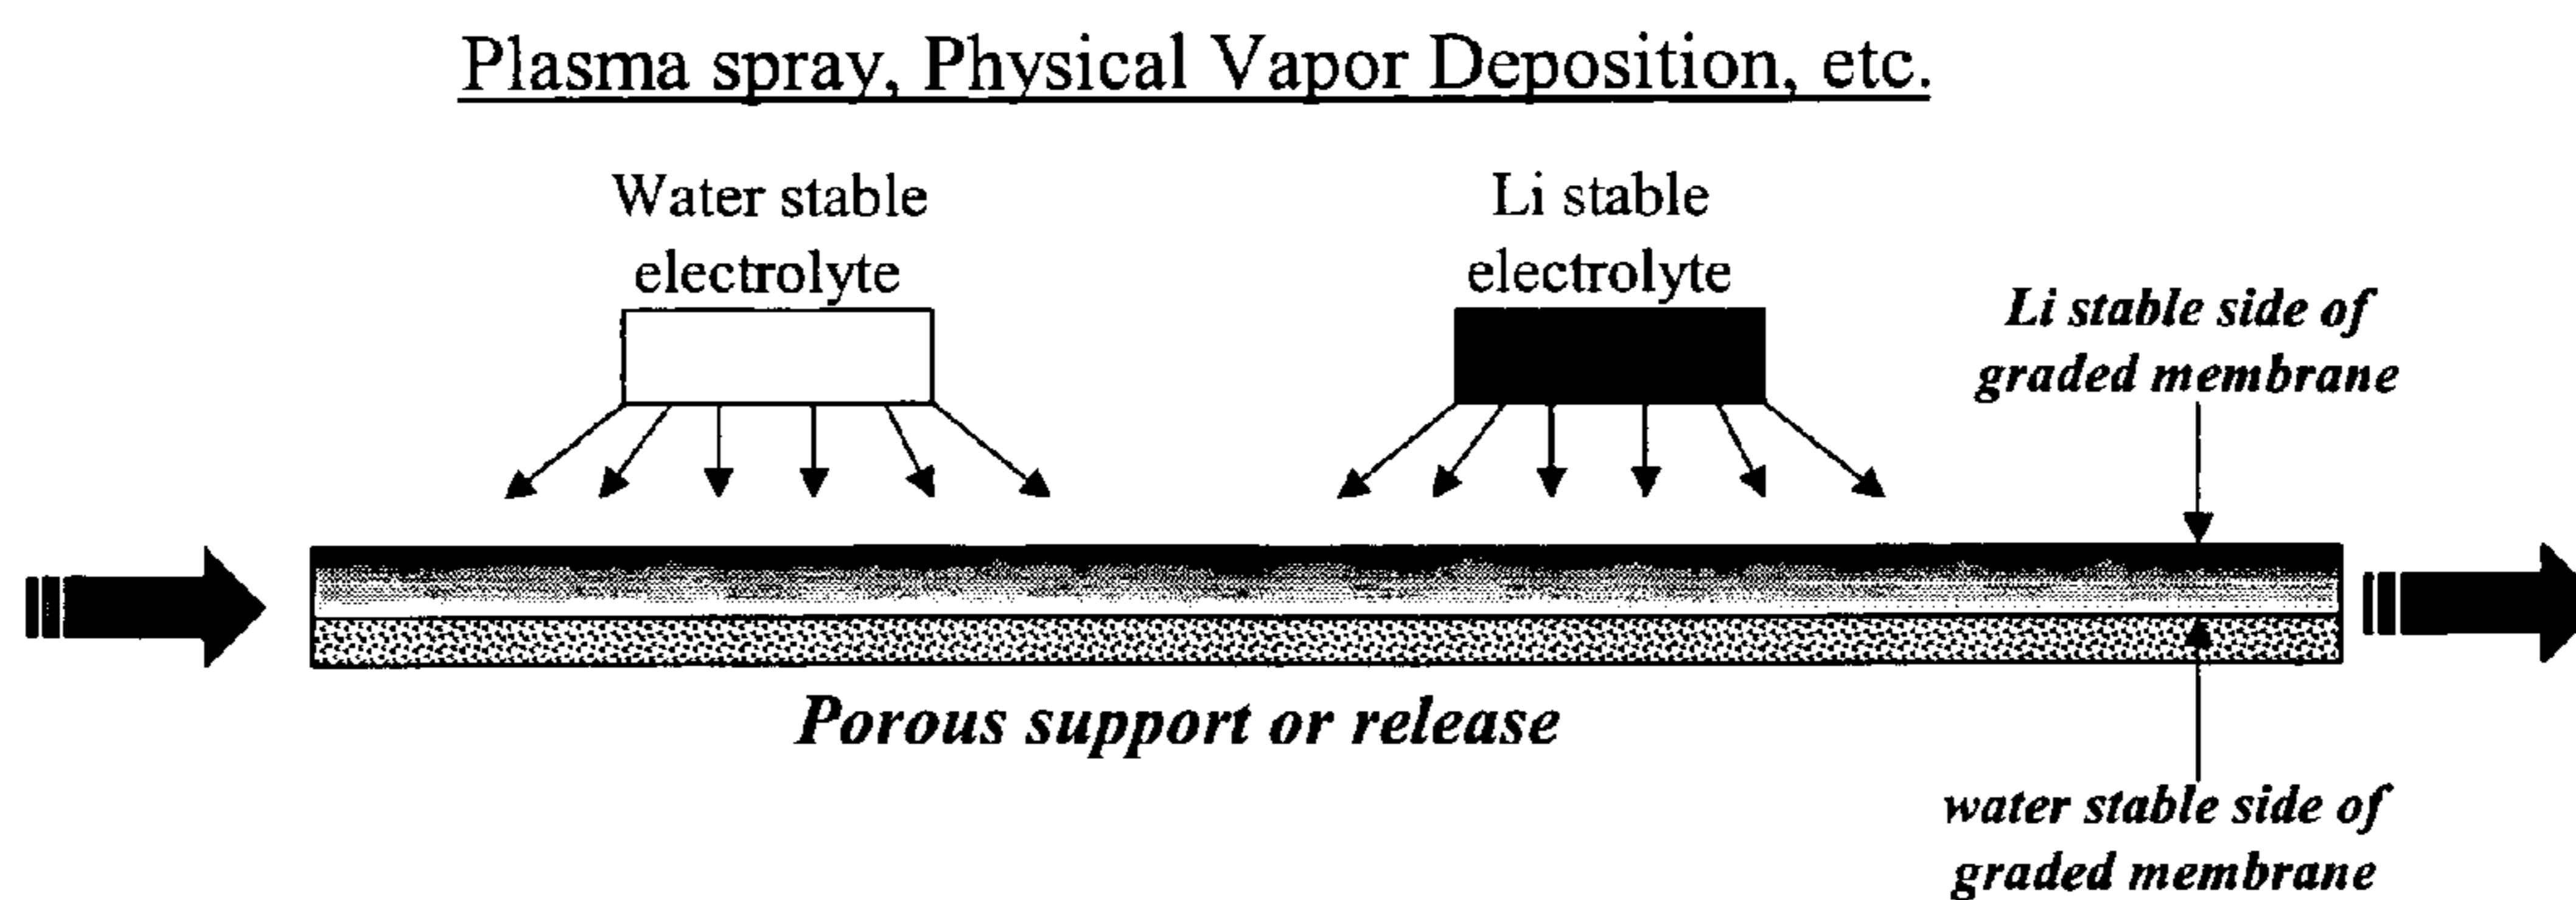 Plasma spray, Physical Vapor Deposition, etc.
Water stable
electrolyte
Li stable
electrolyte
Li stable side of
graded membrane
Porous support or release
water stable side of
graded membrane